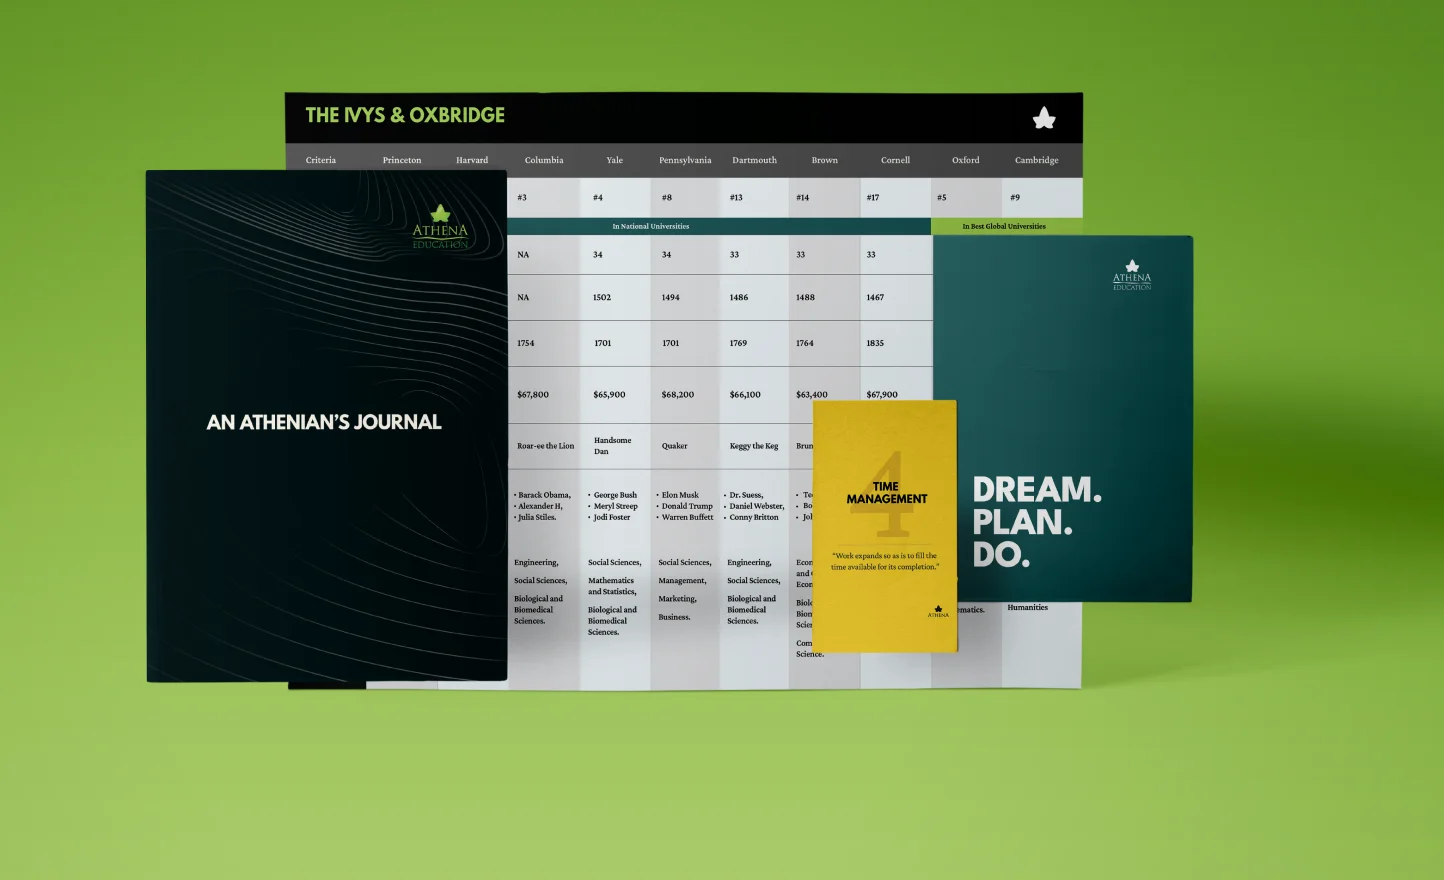 THE IVYS & OXBRIDGE
Criteria Princeton Harvard Columbia Yale Pennsylvania Dartmouth Brown Cornell Oxford Cambridge
#3 #4 #8 #13 #14 #17 #5 #9
In National Universities In Best Global Universities
NA 34 34 33 33 33
NA 1502 1494 1486 1488 1467
1754 1701 1701 1769 1764 1835
$67,800 $65,900 $68,200 $66,100 $63,400 $67,900
Roar-ee the Lion
Handsome
Dan
Quaker
Keggy the Keg
• Barack Obama,
• Alexander H,
• Julia Stiles.
• George Bush
• Meryl Streep
• Jodi Foster
• Elon Musk
• Donald Trump
• Warren Buffett
• Dr. Suess,
• Daniel Webster,
• Conny Britton
Engineering,
Social Sciences,
Biological and
Biomedical
Sciences.
Social Sciences,
Mathematics
and Statistics,
Biological and
Biomedical
Sciences.
Social Sciences,
Management,
Marketing,
Business.
Engineering,
Social Sciences,
Biological and
Biomedical
Sciences.
and
Science.
Humanities
ATHENA
EDUCATION
AN ATHENIAN'S JOURNAL
4
TIME
MANAGEMENT
"Work expands so as is to fill the
time available for its completion."
ATHENA
ATHENA
EDUCATION
DREAM.
PLAN.
DO.